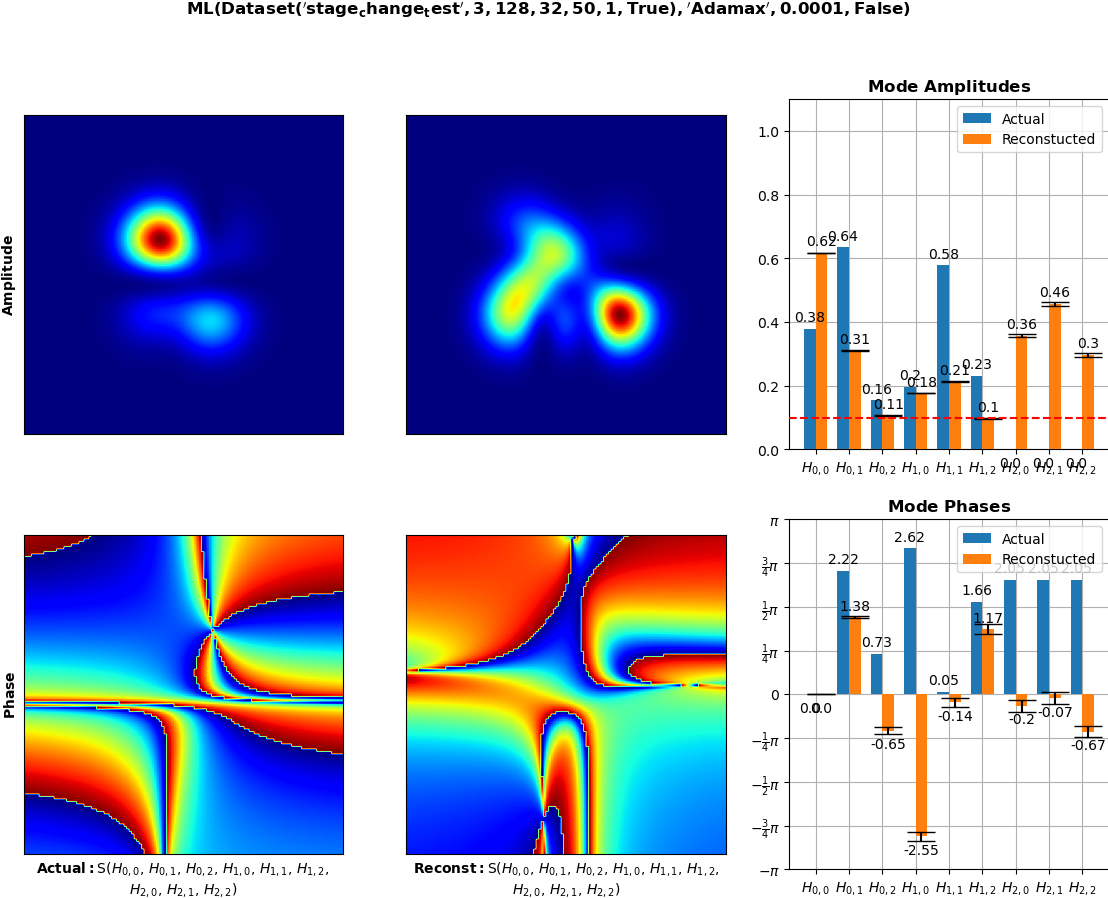 ML(Dataset('stage_change_test', 3, 128, 32, 50, 1, True), 'Adamax', 0.0001, False)
Amplitude
Mode Amplitudes
Actual
Reconstucted
1.0
0.8
0.6
0.4
0.2
0.0
0.38
0.62
0.64
0.31
0.16
0.11
0.2
0.18
0.58
0.21
0.23
0.1
0.0
0.36
0.0
0.46
0.0
0.3
H0,0 H0,1 H0,2 H1,0 H1,1 H1,2 H2,0 H2,1 H2,2
Phase
Actual: S(H0,0, H0,1, H0,2, H1,0, H1,1, H1,2,
H2,0, H2,1, H2,2)
Reconst: S(H0,0, H0,1, H0,2, H1,0, H1,1, H1,2,
H2,0, H2,1, H2,2)
Mode Phases
Actual
Reconstucted
π
3/4π
1/2π
1/4π
0
−1/4π
−1/2π
−3/4π
−π
0.0
0.0
2.22
1.38
0.73
-0.65
2.62
-2.55
0.05
-0.14
1.66
1.17
2.05
-0.2
2.05
-0.07
2.05
-0.67
H0,0 H0,1 H0,2 H1,0 H1,1 H1,2 H2,0 H2,1 H2,2